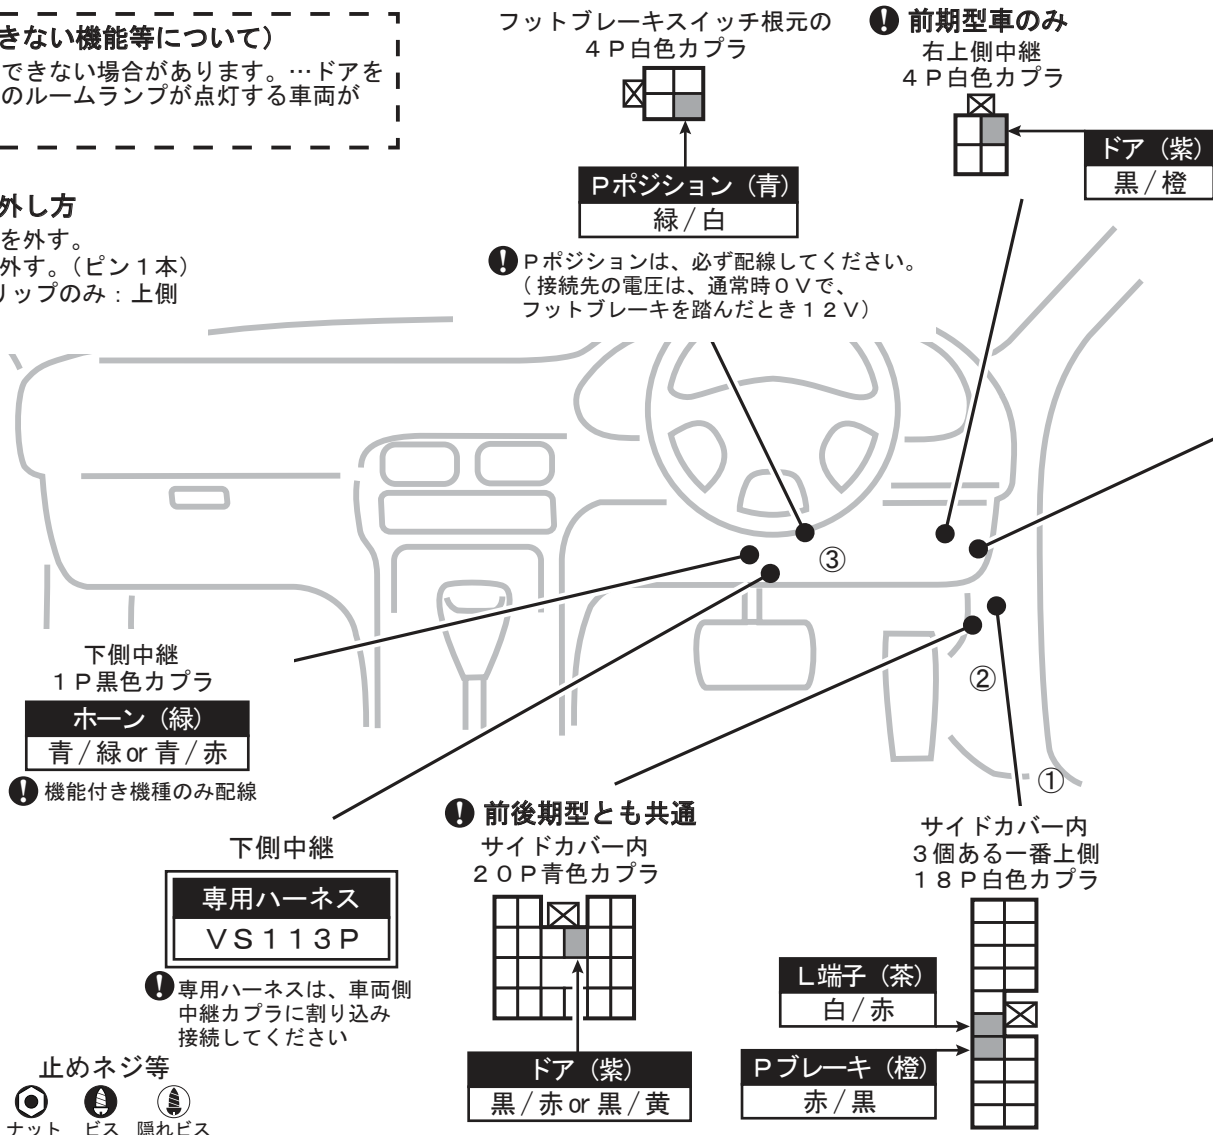 きない機能等について）
できない場合があります。…ドアを
のルームランプが点灯する車両が
外し方
を外す。
外す。（ピン１本）
リップのみ：上側
フットブレーキスイッチ根元の
４Ｐ白色カプラ
Ｐポジション（青）
緑/白
Ｐポジションは、必ず配線してください。
（接続先の電圧は、通常時０Ｖで、
フットブレーキを踏んだとき１２Ｖ）
前期型車のみ
右上側中継
４Ｐ白色カプラ
ドア（紫）
黒/橙
③
②
①
下側中継
１Ｐ黒色カプラ
ホーン（緑）
青/緑or青/赤
機能付き機種のみ配線
下側中継
専用ハーネス
ＶＳ１１３Ｐ
専用ハーネスは、車両側
中継カプラに割り込み
接続してください
前後期型とも共通
サイドカバー内
２０Ｐ青色カプラ
ドア（紫）
黒/赤or黒/黄
サイドカバー内
３個ある一番上側
１８Ｐ白色カプラ
Ｌ端子（茶）
白/赤
Ｐブレーキ（橙）
赤/黒
止めネジ等
ナット ビス 隠れビス